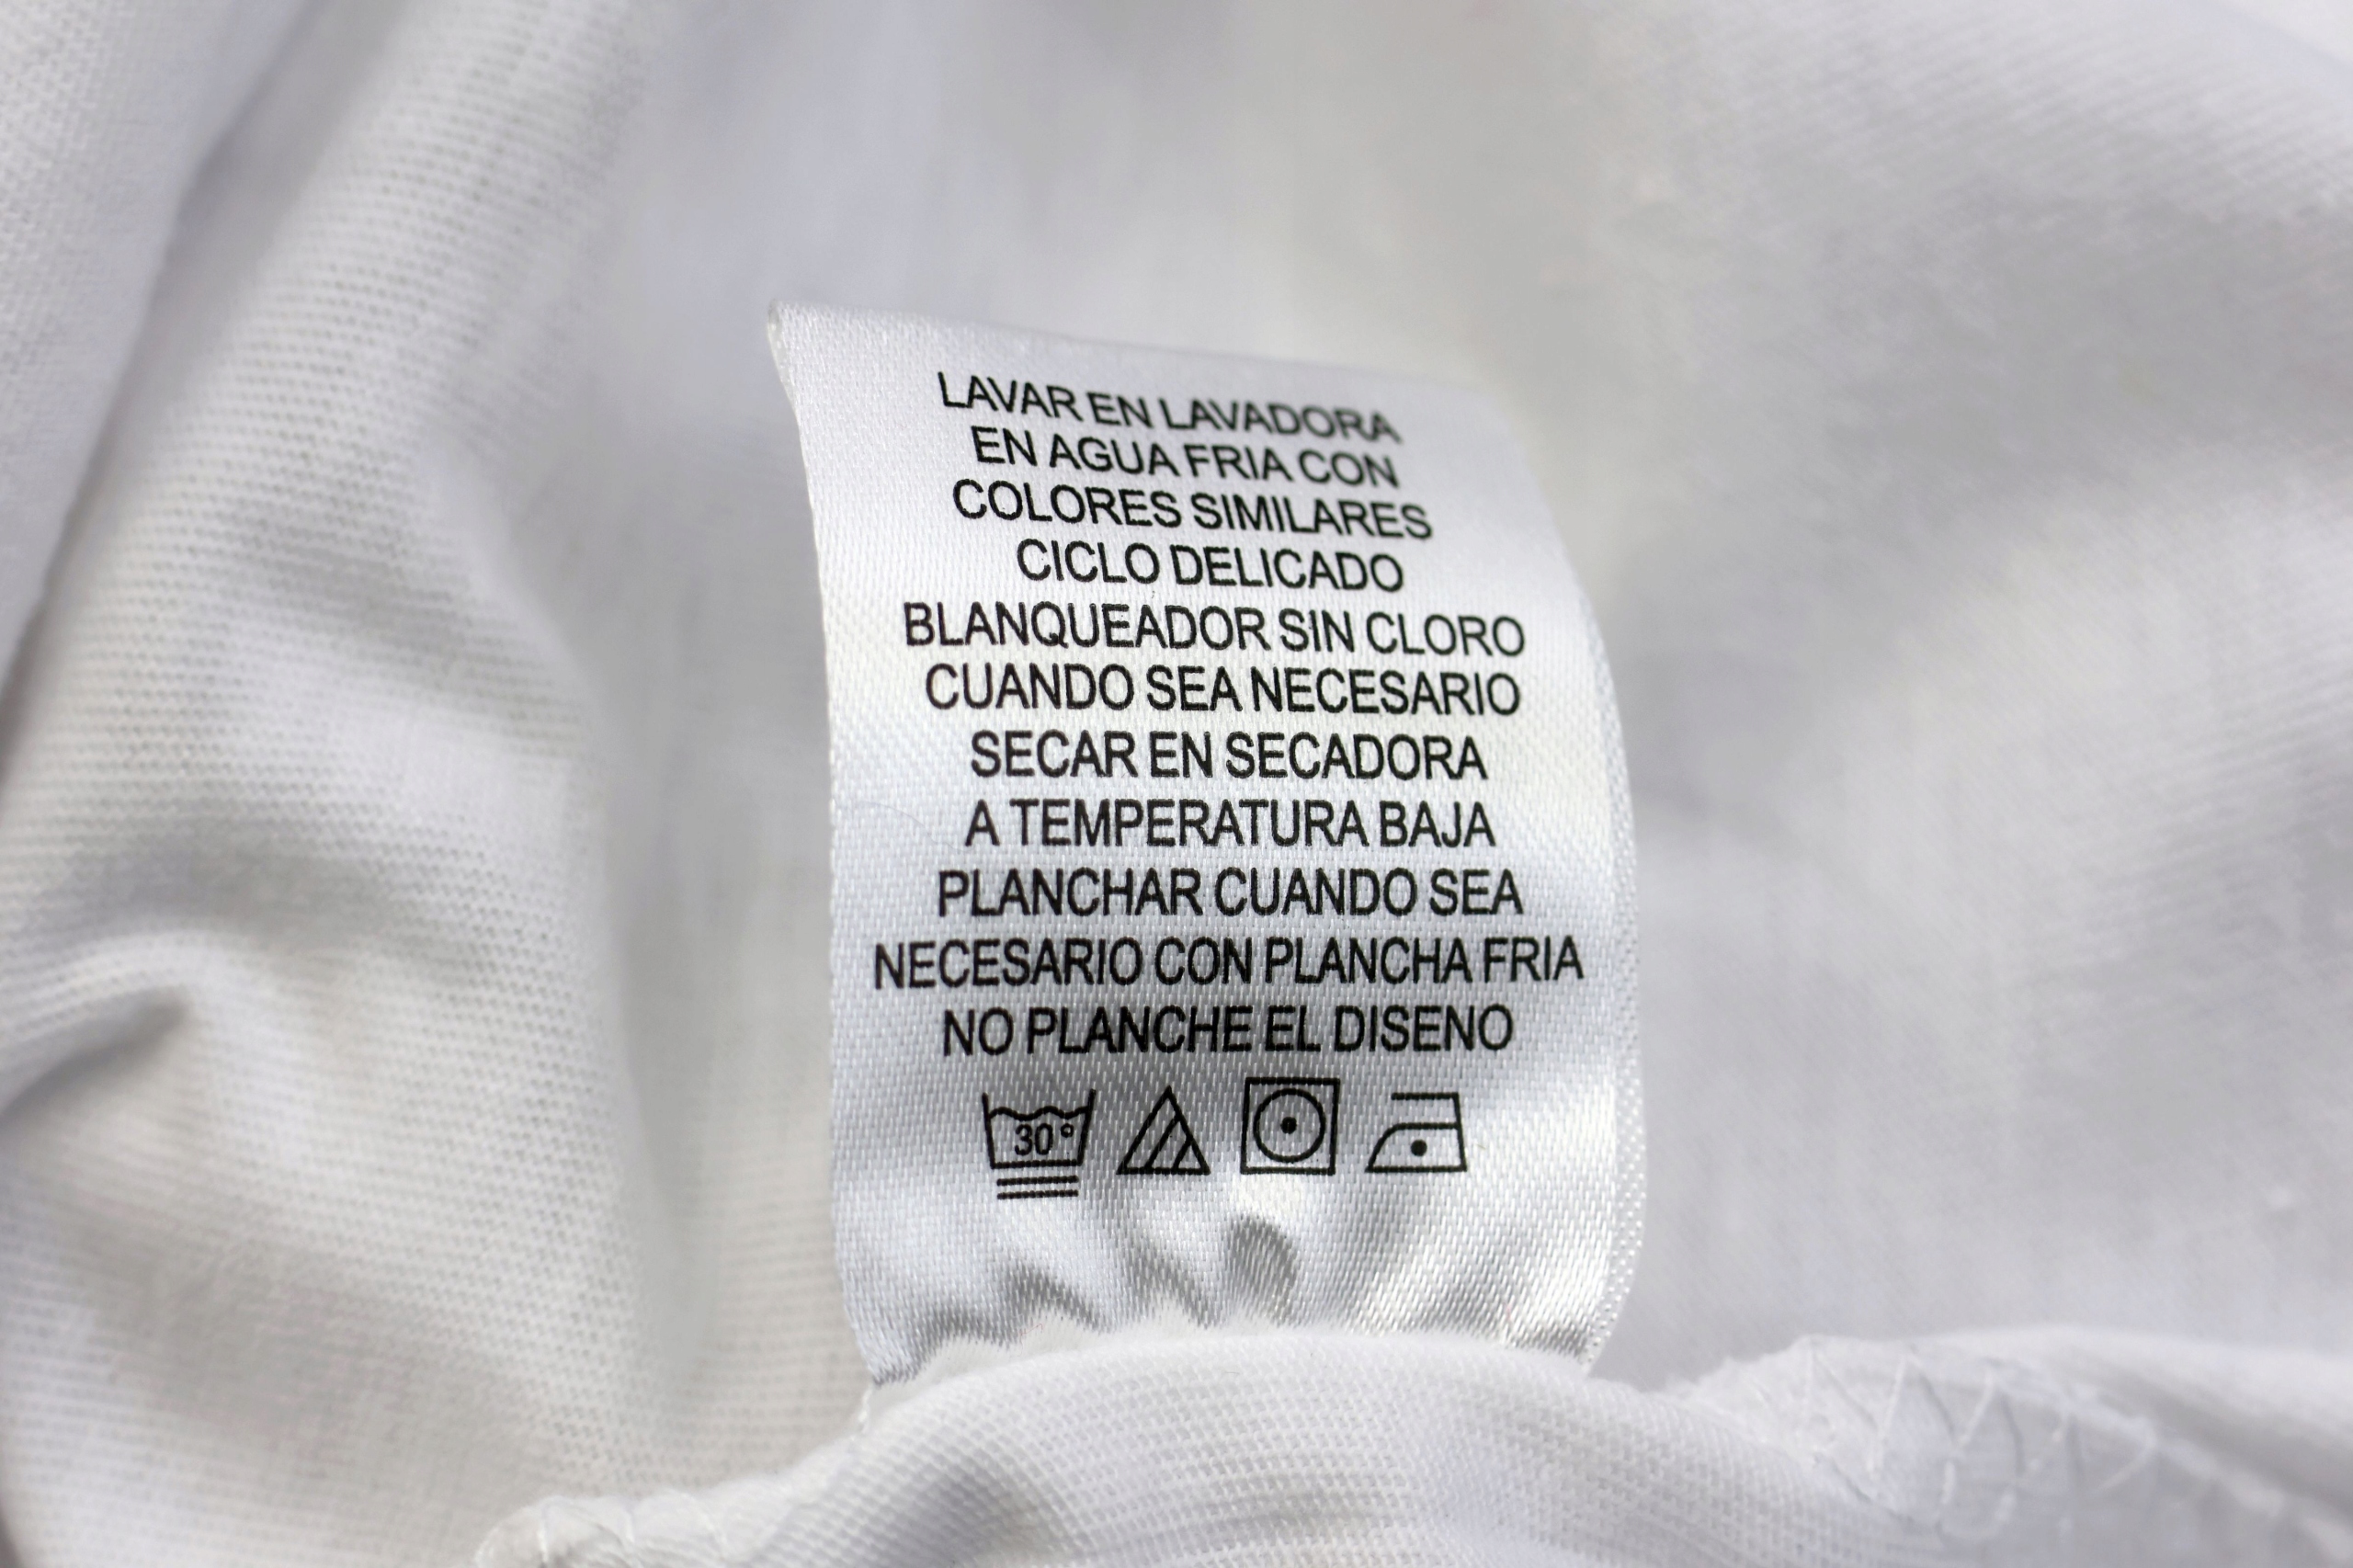 LAVAR EN LAVADORA
EN AGUA FRIA CON
COLORES SIMILARES
CICLO DELICADO
BLANQUEADOR SIN CLORO
CUANDO SEA NECESARIO
SECAR EN SECADORA
A TEMPERATURA BAJA
PLANCHAR CUANDO SEA
NECESARIO CON PLANCHA FRIA
NO PLANCHE EL DISENO
30°